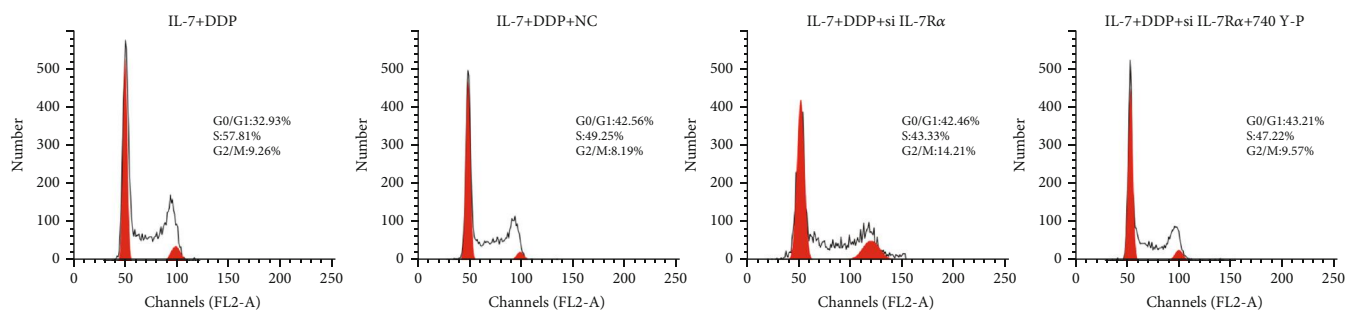 IL-7+DDP
Number
500
400
300
200
100
0
G0/G1:32.93%
S:57.81%
G2/M:9.26%
0 50 100 150 200 250
Channels (FL2-A)
IL-7+DDP+NC
Number
500
400
300
200
100
0
G0/G1:42.56%
S:49.25%
G2/M:8.19%
0 50 100 150 200 250
Channels (FL2-A)
IL-7+DDP+si IL-7Rα
Number
500
400
300
200
100
0
G0/G1:42.46%
S:43.33%
G2/M:14.21%
0 50 100 150 200 250
Channels (FL2-A)
IL-7+DDP+si IL-7Rα+740 Y-P
Number
500
400
300
200
100
0
G0/G1:43.21%
S:47.22%
G2/M:9.57%
0 50 100 150 200 250
Channels (FL2-A)